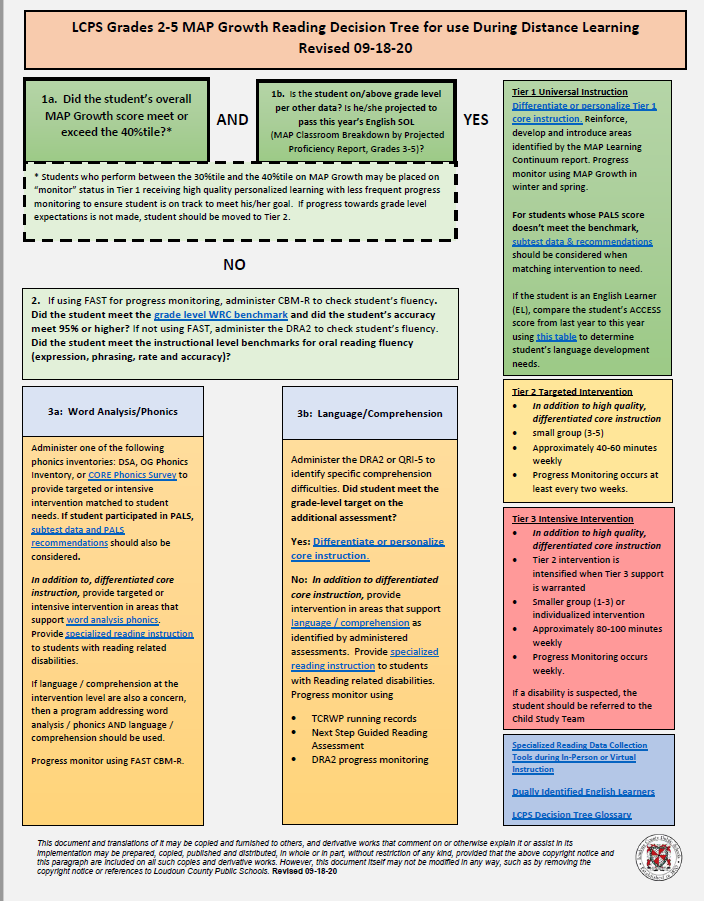 LCPS Grades 2-5 MAP Growth Reading Decision Tree for use During Distance Learning
Revised 09-18-20
1a. Did the student's overall
MAP Growth score meet or
exceed the 40%tile?*
AND
1b. Is the student on/above grade level
per other data? Is he/she projected to
pass this year's English SOL
(MAP Classroom Breakdown by Projected
Proficiency Report, Grades 3-5)?
YES
* Students who perform between the 30%tile and the 40%tile on MAP Growth may be placed on
"monitor" status in Tier 1 receiving high quality personalized learning with less frequent progress
monitoring to ensure student is on track to meet his/her goal. If progress towards grade level
expectations is not made, student should be moved to Tier 2.
NO
2. If using FAST for progress monitoring, administer CBM-R to check student's fluency.
Did the student meet the grade level WRC benchmark and did the student's accuracy
meet 95% or higher? If not using FAST, administer the DRA2 to check student's fluency.
Did the student meet the instructional level benchmarks for oral reading fluency
(expression, phrasing, rate and accuracy)?
3a: Word Analysis/Phonics
Administer one of the following
phonics inventories: DSA, OG Phonics
Inventory, or CORE Phonics Survey to
provide targeted or intensive
intervention matched to student
needs. If student participated in PALS,
subtest data and PALS
recommendations should also be
considered.
In addition to, differentiated core
instruction, provide targeted or
intensive intervention in areas that
support word analysis phonics.
Provide specialized reading instruction
to students with reading related
disabilities.
If language / comprehension at the
intervention level are also a concern,
then a program addressing word
analysis / phonics AND language /
comprehension should be used.
Progress monitor using FAST CBM-R.
3b: Language/Comprehension
Administer the DRA2 or QRI-5 to
identify specific comprehension
difficulties. Did student meet the
grade-level target on the
additional assessment?
Yes: Differentiate or personalize
core instruction.
No: In addition to differentiated
core instruction, provide
intervention in areas that support
language / comprehension as
identified by administered
assessments. Provide specialized
reading instruction to students
with Reading related disabilities.
Progress monitor using
• TCRWP running records
• Next Step Guided Reading
Assessment
• DRA2 progress monitoring
Tier 1 Universal Instruction
Differentiate or personalize Tier 1
core instruction. Reinforce,
develop and introduce areas
identified by the MAP Learning
Continuum report. Progress
monitor using MAP Growth in
winter and spring.
For students whose PALS score
doesn't meet the benchmark,
subtest data & recommendations
should be considered when
matching intervention to need.
If the student is an English Learner
(EL), compare the student's ACCESS
score from last year to this year
using this table to determine
student's language development
needs.
Tier 2 Targeted Intervention
• In addition to high quality,
differentiated core instruction
• small group (3-5)
• Approximately 40-60 minutes
weekly
• Progress Monitoring occurs at
least every two weeks.
Tier 3 Intensive Intervention
• In addition to high quality,
differentiated core instruction
• Tier 2 intervention is
intensified when Tier 3 support
is warranted
• Smaller group (1-3) or
individualized intervention
• Approximately 80-100 minutes
weekly
• Progress Monitoring occurs
weekly.
If a disability is suspected, the
student should be referred to the
Child Study Team
Specialized Reading Data Collection
Tools during In-Person or Virtual
Instruction
Dually Identified English Learners
LCPS Decision Tree Glossary
This document and translations of it may be copied and furnished to others, and derivative works that comment on or otherwise explain it or assist in its
implementation may be prepared, copied, published and distributed, in whole or in part, without restriction of any kind, provided that the above copyright notice and
this paragraph are included on all such copies and derivative works. However, this document itself may not be modified in any way, such as by removing the
copyright notice or references to Loudoun County Public Schools. Revised 09-18-20